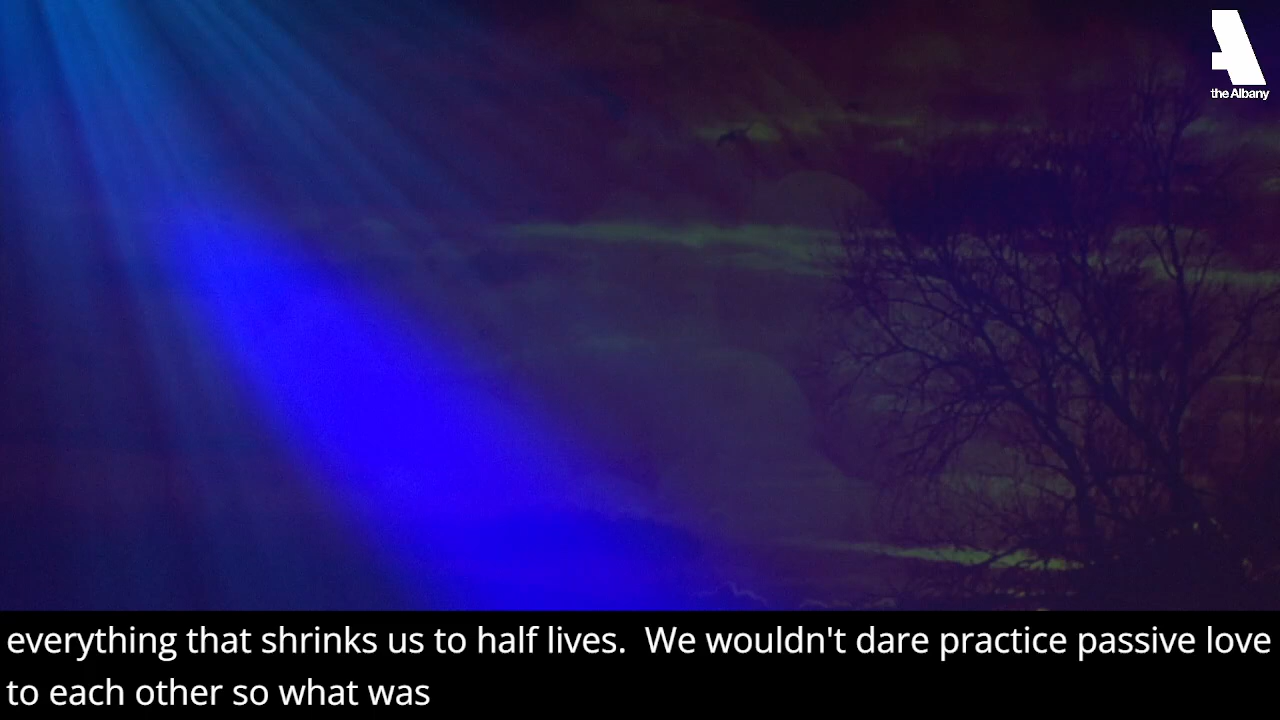 the Albany
everything that shrinks us to half lives.  We wouldn't dare practice passive love
to each other so what was